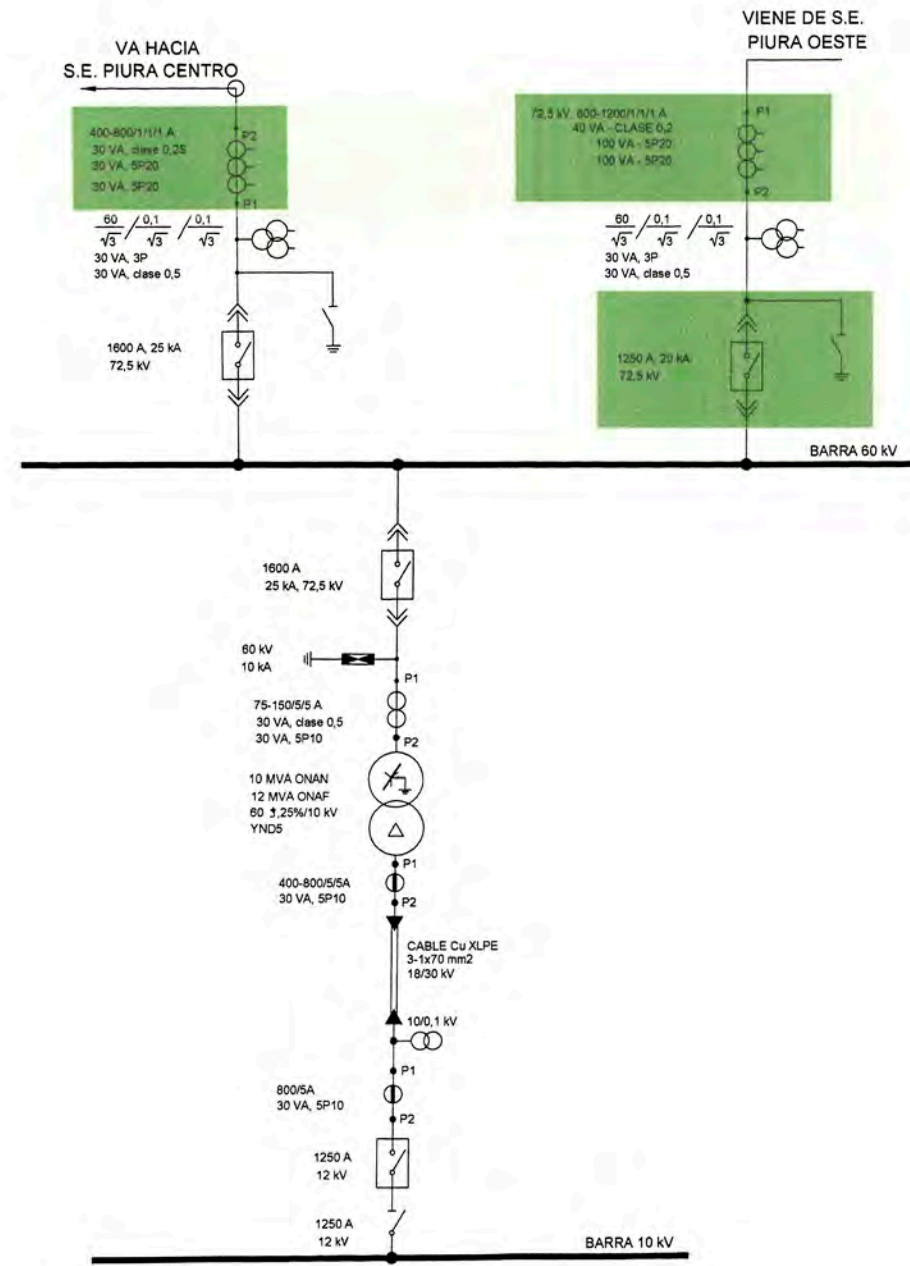 VA HACIA
S.E. PIURA CENTRO
VIENE DE S.E.
PIURA OESTE
400-800/1/1/1 A
30 VA, clase 0,2S
30 VA, 5P20
30 VA, 5P20
P2
P1
60/√3 / 0,1/√3 / 0,1/√3
30 VA, 3P
30 VA, clase 0,5
1600 A, 25 kA
72,5 kV
72,5 kV, 600-1200/1/1/1 A
40 VA - CLASE 0,2
100 VA - 5P20
100 VA - 5P20
P1
P2
60/√3 / 0,1/√3 / 0,1/√3
30 VA, 3P
30 VA, clase 0,5
1250 A, 20 kA
72,5 kV
BARRA 60 kV
1600 A
25 kA, 72,5 kV
60 kV
10 kA
P1
75-150/5/5 A
30 VA, clase 0,5
30 VA, 5P10
P2
10 MVA ONAN
12 MVA ONAF
60 ±,25%/10 kV
YND5
P1
400-800/5/5A
30 VA, 5P10
P2
CABLE Cu XLPE
3-1x70 mm2
18/30 kV
10/0,1 kV
P1
800/5A
30 VA, 5P10
P2
1250 A
12 kV
1250 A
12 kV
BARRA 10 kV